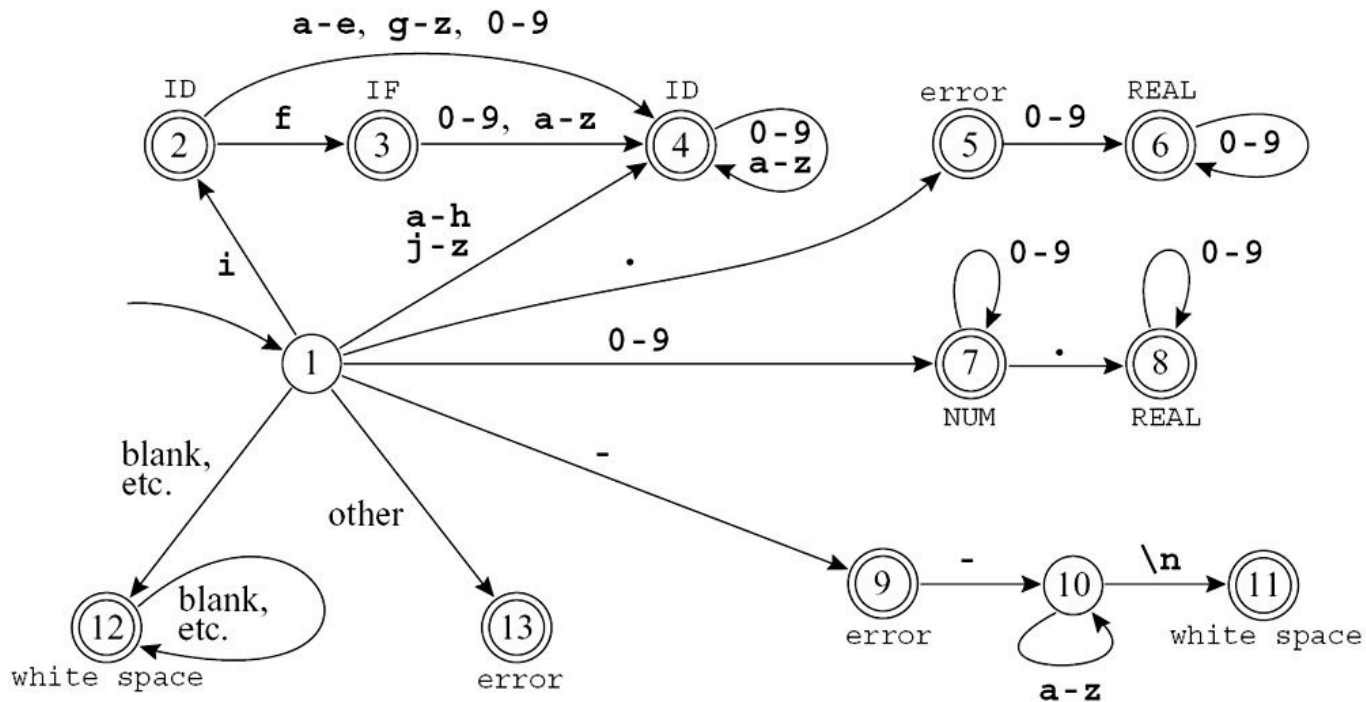 a-e, g-z, 0-9
ID
IF
ID
error
REAL
2
f
3
0-9, a-z
4
0-9
a-z
5
0-9
6
0-9
a-h
j-z
i
.
0-9
0-9
1
0-9
7
.
8
NUM
REAL
blank,
etc.
other
-
12
blank,
etc.
white space
13
error
9
-
10
\n
11
error
white space
a-z